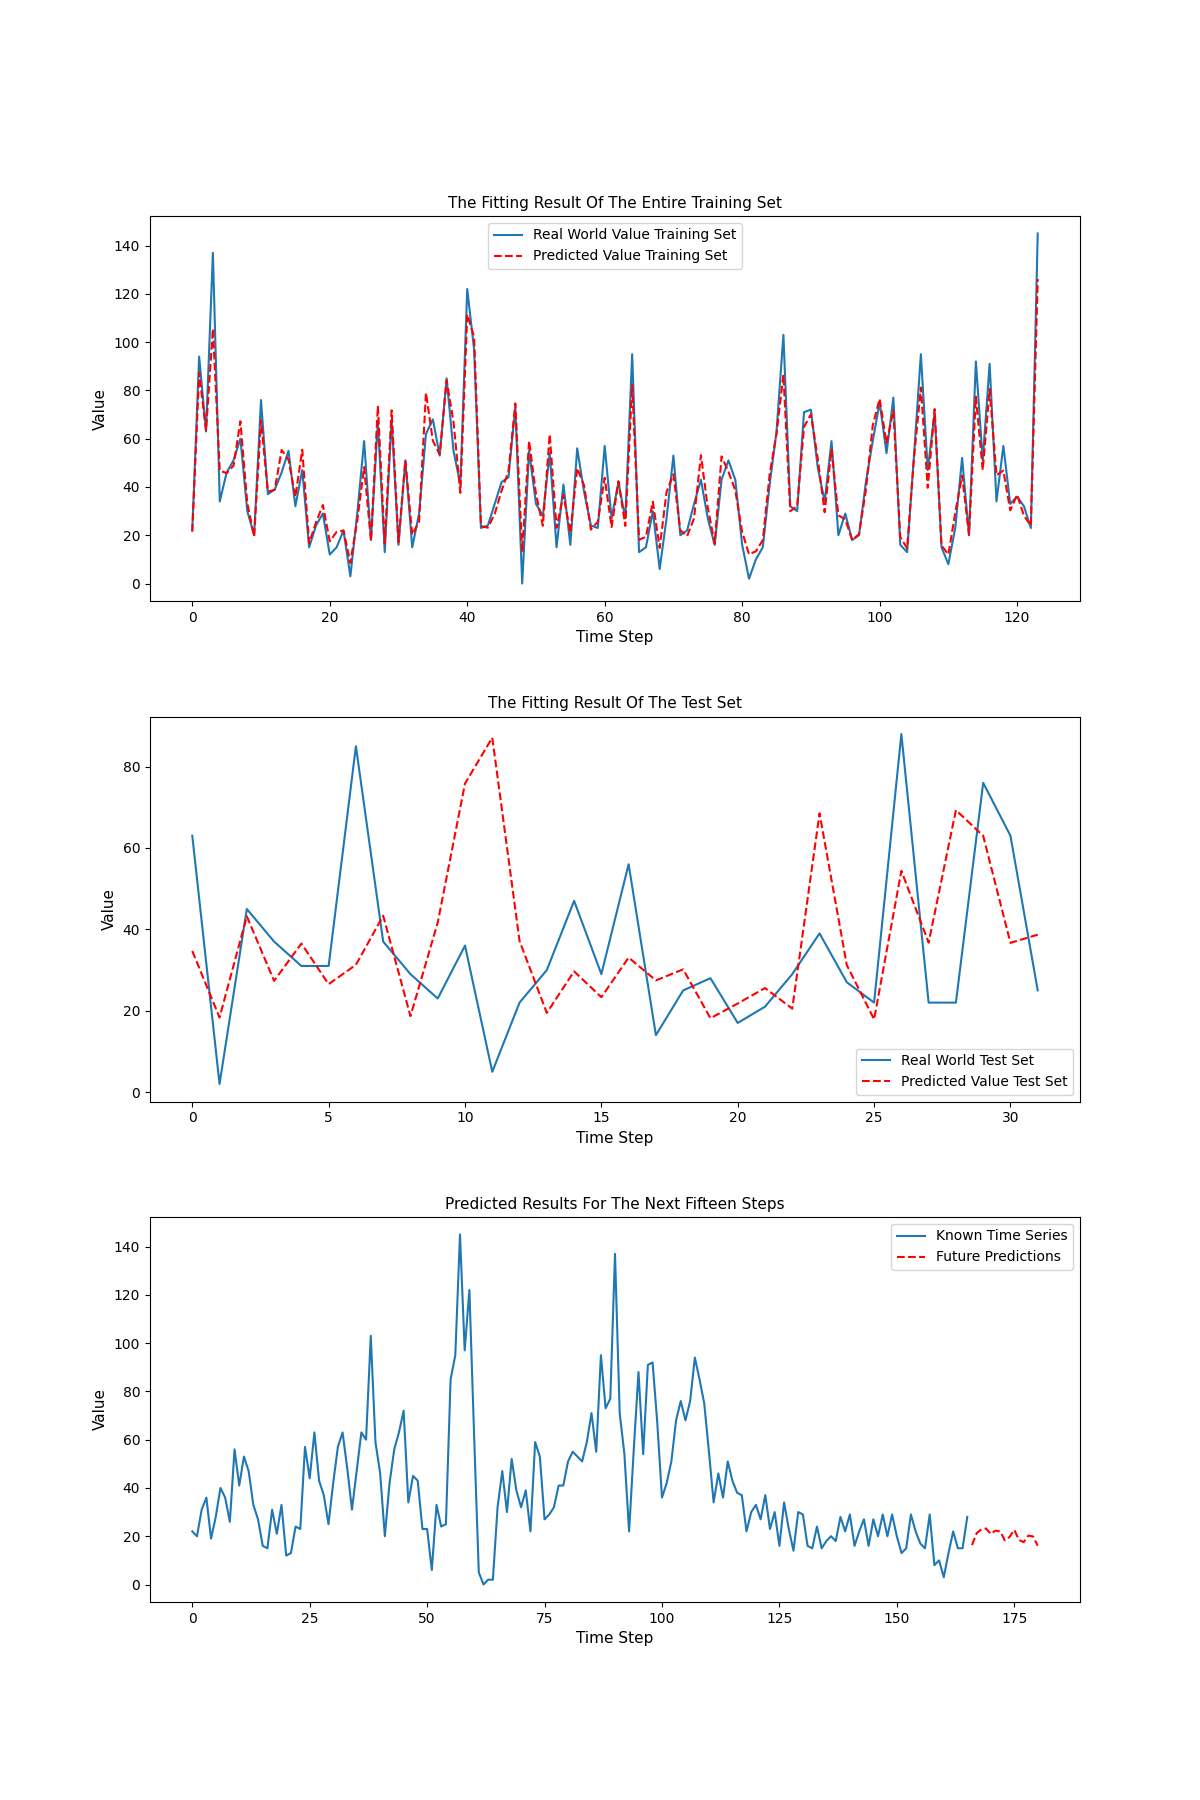 The Fitting Result Of The Entire Training Set
Real World Value Training Set
Predicted Value Training Set
Value
140
120
100
80
60
40
20
0
0 20 40 60 80 100 120
Time Step
The Fitting Result Of The Test Set
Value
80
60
40
20
0
Real World Test Set
Predicted Value Test Set
0 5 10 15 20 25 30
Time Step
Predicted Results For The Next Fifteen Steps
Known Time Series
Future Predictions
Value
140
120
100
80
60
40
20
0
0 25 50 75 100 125 150 175
Time Step